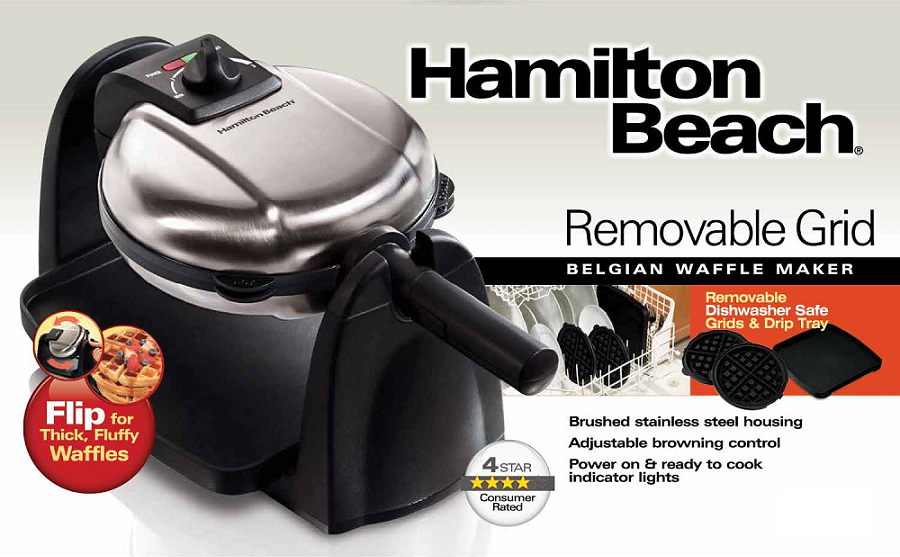 Hamilton
Beach®
Removable Grid
BELGIAN WAFFLE MAKER
Removable
Dishwasher Safe
Grids & Drip Tray
Brushed stainless steel housing
Adjustable browning control
Power on & ready to cook
indicator lights
4 STAR
Consumer
Rated
Flip for
Thick, Fluffy
Waffles
Hamilton Beach
POWER